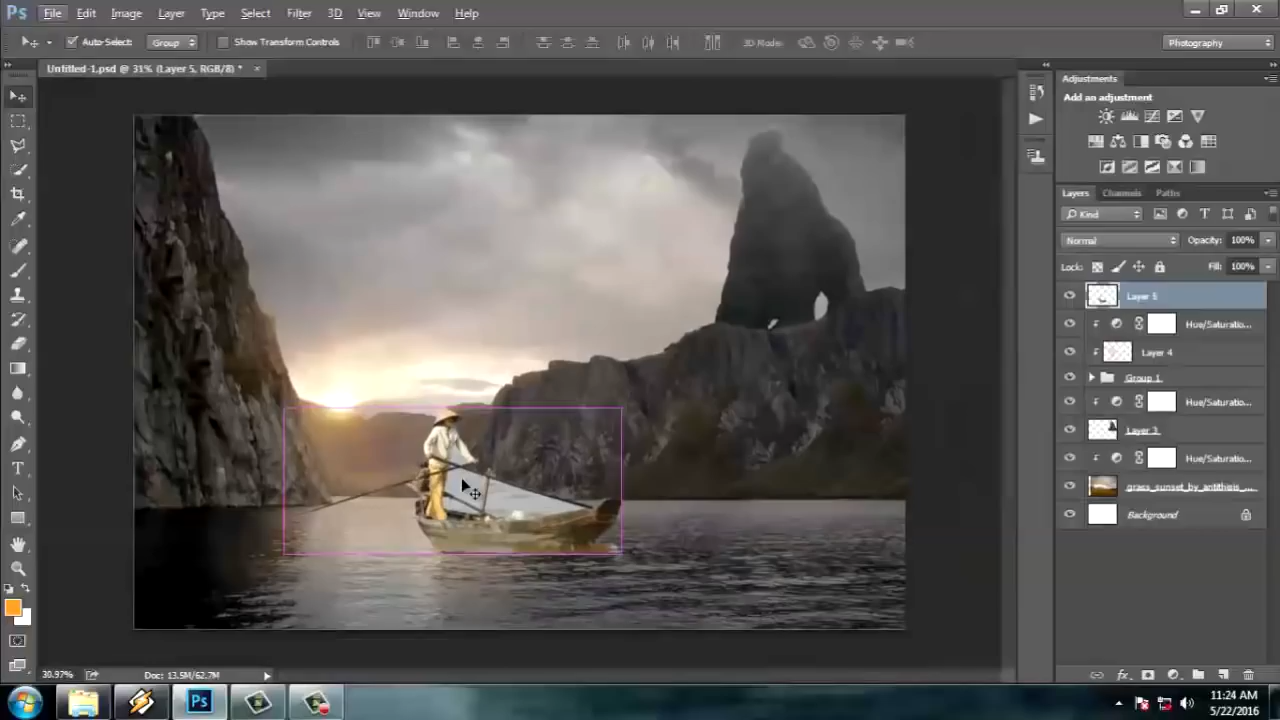 Ps File Edit Image Layer Type Select Filter 3D View Window Help
Auto-Select: Group Show Transform Controls 3D Mode: Photography
Untitled-1.psd @ 31% (Layer 5, RGB/8) *
Adjustments
Add an adjustment
Layers Channels Paths
Kind
Normal Opacity: 100%
Lock: Fill: 100%
Layer 5
Hue/Saturatio...
Layer 4
Group 1
Hue/Saturatio...
Layer 3
Hue/Saturatio...
grass_sunset_by_antithisis_...
Background
30.97% Doc: 13.5M/62.7M
Ps
11:24 AM
5/22/2016